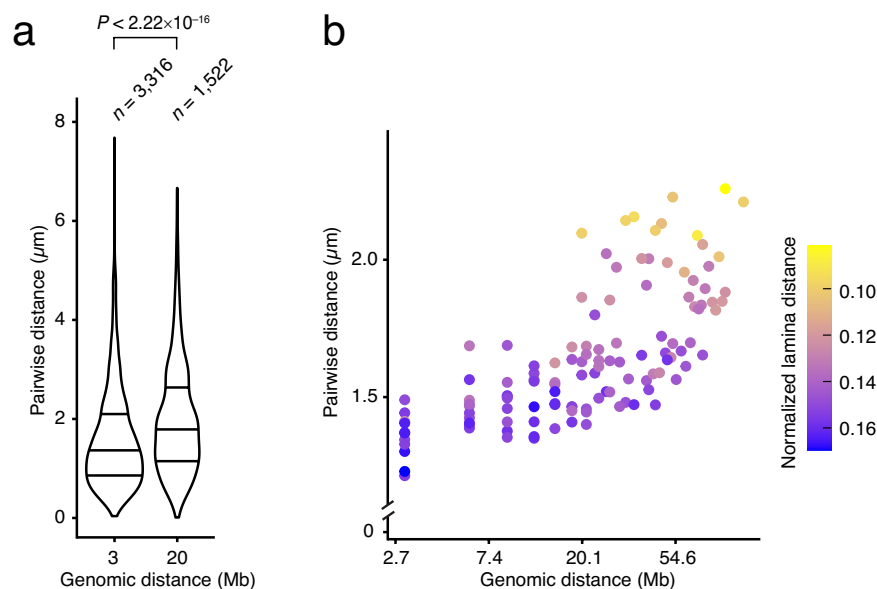 a
P < 2.22×10⁻¹⁶
n = 3,316
n = 1,522
8
6
4
2
0
Pairwise distance (µm)
3
20
Genomic distance (Mb)
b
2.0
1.5
0
Pairwise distance (µm)
2.7
7.4
20.1
54.6
Genomic distance (Mb)
Normalized lamina distance
0.10
0.12
0.14
0.16